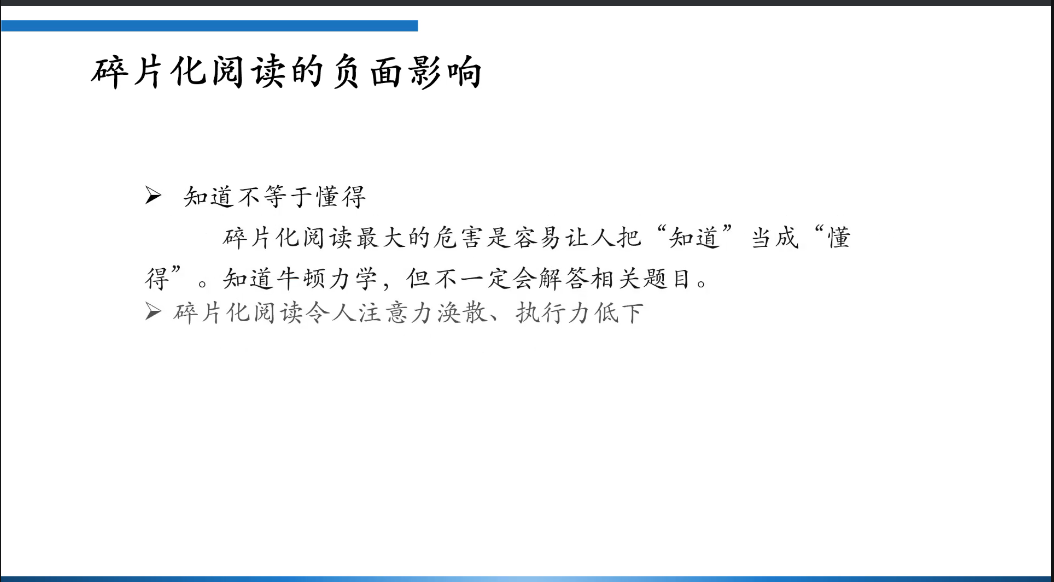 碎片化阅读的负面影响
➢ 知道不等于懂得
碎片化阅读最大的危害是容易让人把“知道”当成“懂
得”。知道牛顿力学，但不一定会解答相关题目。
➢ 碎片化阅读令人注意力涣散、执行力低下